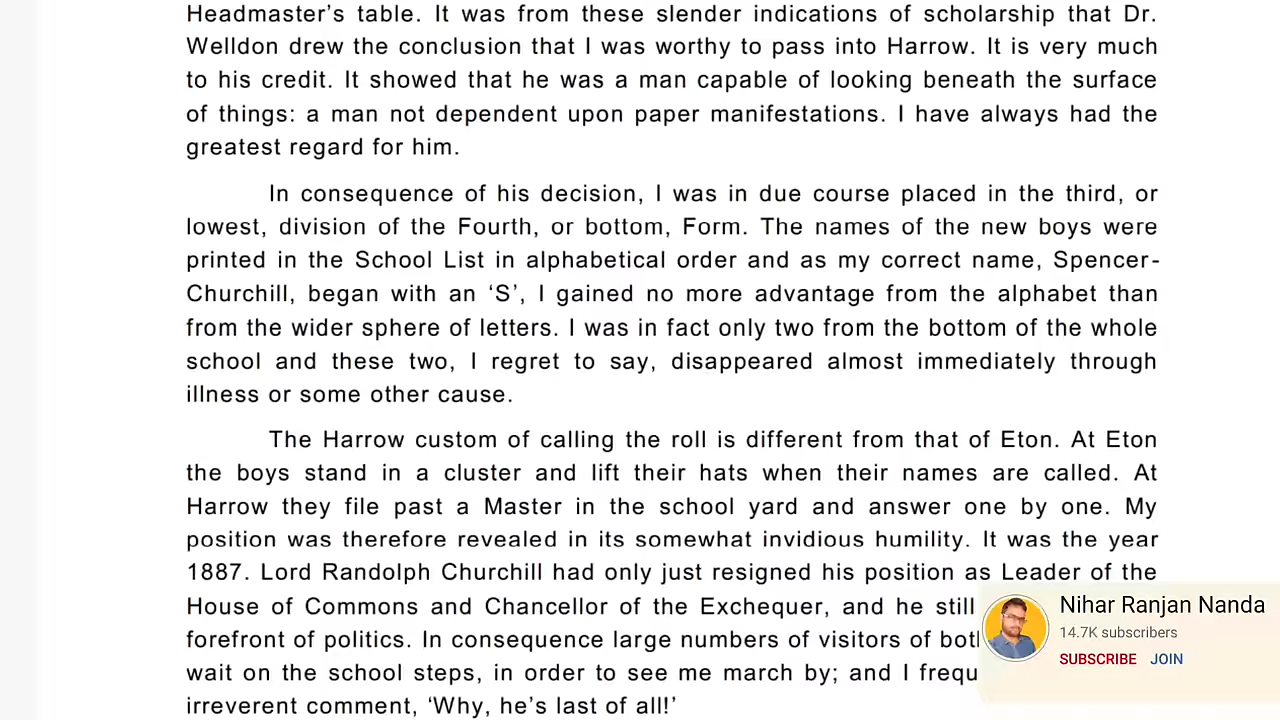 Headmaster's table. It was from these slender indications of scholarship that Dr.
Welldon drew the conclusion that I was worthy to pass into Harrow. It is very much
to his credit. It showed that he was a man capable of looking beneath the surface
of things: a man not dependent upon paper manifestations. I have always had the
greatest regard for him.
In consequence of his decision, I was in due course placed in the third, or
lowest, division of the Fourth, or bottom, Form. The names of the new boys were
printed in the School List in alphabetical order and as my correct name, Spencer-
Churchill, began with an ‘S’, I gained no more advantage from the alphabet than
from the wider sphere of letters. I was in fact only two from the bottom of the whole
school and these two, I regret to say, disappeared almost immediately through
illness or some other cause.
The Harrow custom of calling the roll is different from that of Eton. At Eton
the boys stand in a cluster and lift their hats when their names are called. At
Harrow they file past a Master in the school yard and answer one by one. My
position was therefore revealed in its somewhat invidious humility. It was the year
1887. Lord Randolph Churchill had only just resigned his position as Leader of the
House of Commons and Chancellor of the Exchequer, and he still
forefront of politics. In consequence large numbers of visitors of
wait on the school steps, in order to see me march by; and I
irreverent comment, ‘Why, he’s last of all!’
Nihar Ranjan Nanda
14.7K subscribers
SUBSCRIBE JOIN